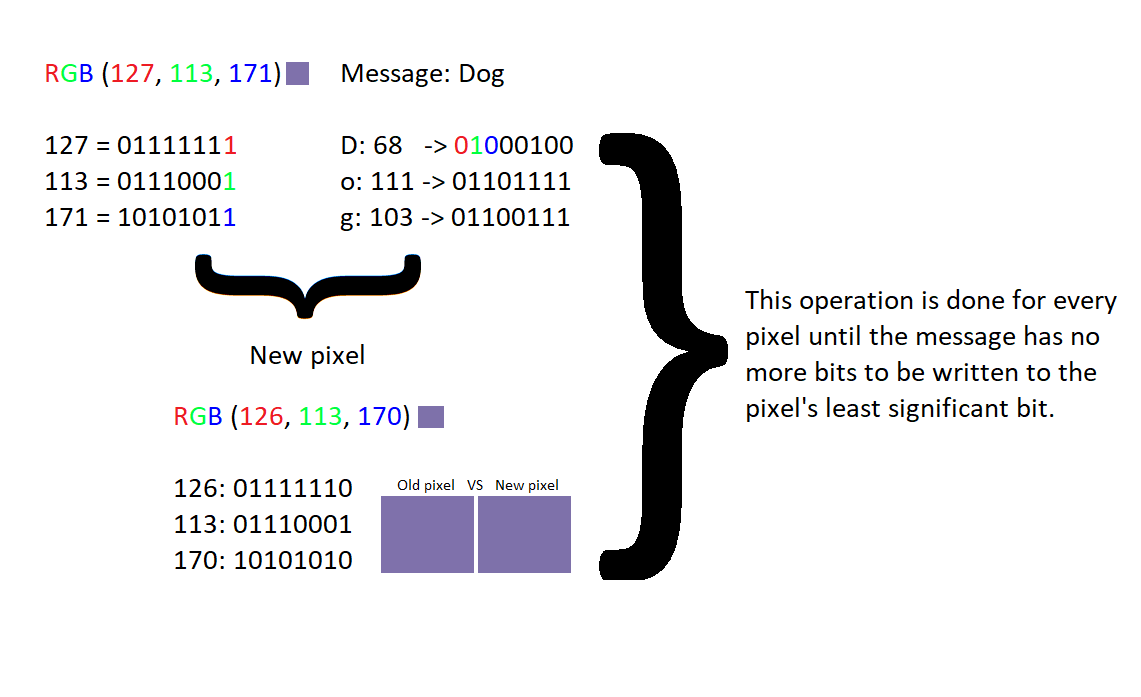 RGB (127, 113, 171)
Message: Dog
127 = 01111111
113 = 01110001
171 = 10101011
D: 68 -> 01000100
o: 111 -> 01101111
g: 103 -> 01100111
New pixel
RGB (126, 113, 170)
126: 01111110
113: 01110001
170: 10101010
Old pixel VS New pixel
This operation is done for every
pixel until the message has no
more bits to be written to the
pixel's least significant bit.